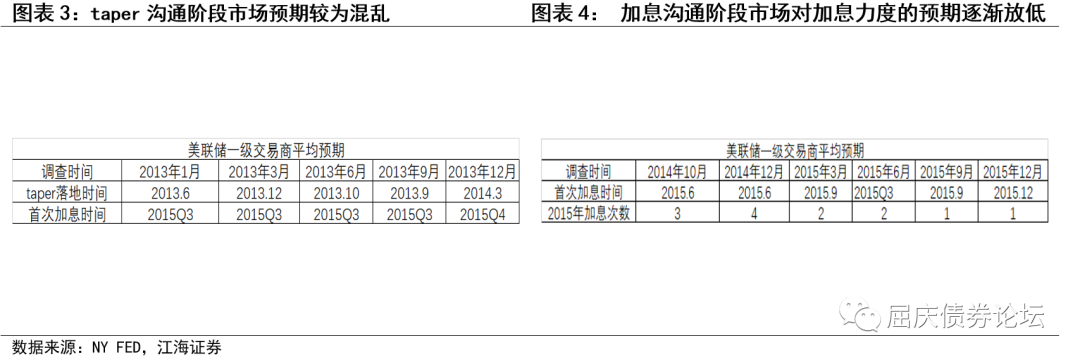 图表 3：taper 沟通阶段市场预期较为混乱
美联储一级交易商平均预期
调查时间 2013年1月 2013年3月 2013年6月 2013年9月 2013年12月
taper落地时间 2013.6 2013.12 2013.10 2013.9 2014.3
首次加息时间 2015Q3 2015Q3 2015Q3 2015Q3 2015Q4
图表 4： 加息沟通阶段市场对加息力度的预期逐渐放低
美联储一级交易商平均预期
调查时间 2014年10月 2014年12月 2015年3月 2015年6月 2015年9月 2015年12月
首次加息时间 2015.6 2015.6 2015.9 2015Q3 2015.9 2015.12
2015年加息次数 3 4 2 2 1 1
屈庆债券论坛
数据来源：NY FED，江海证券